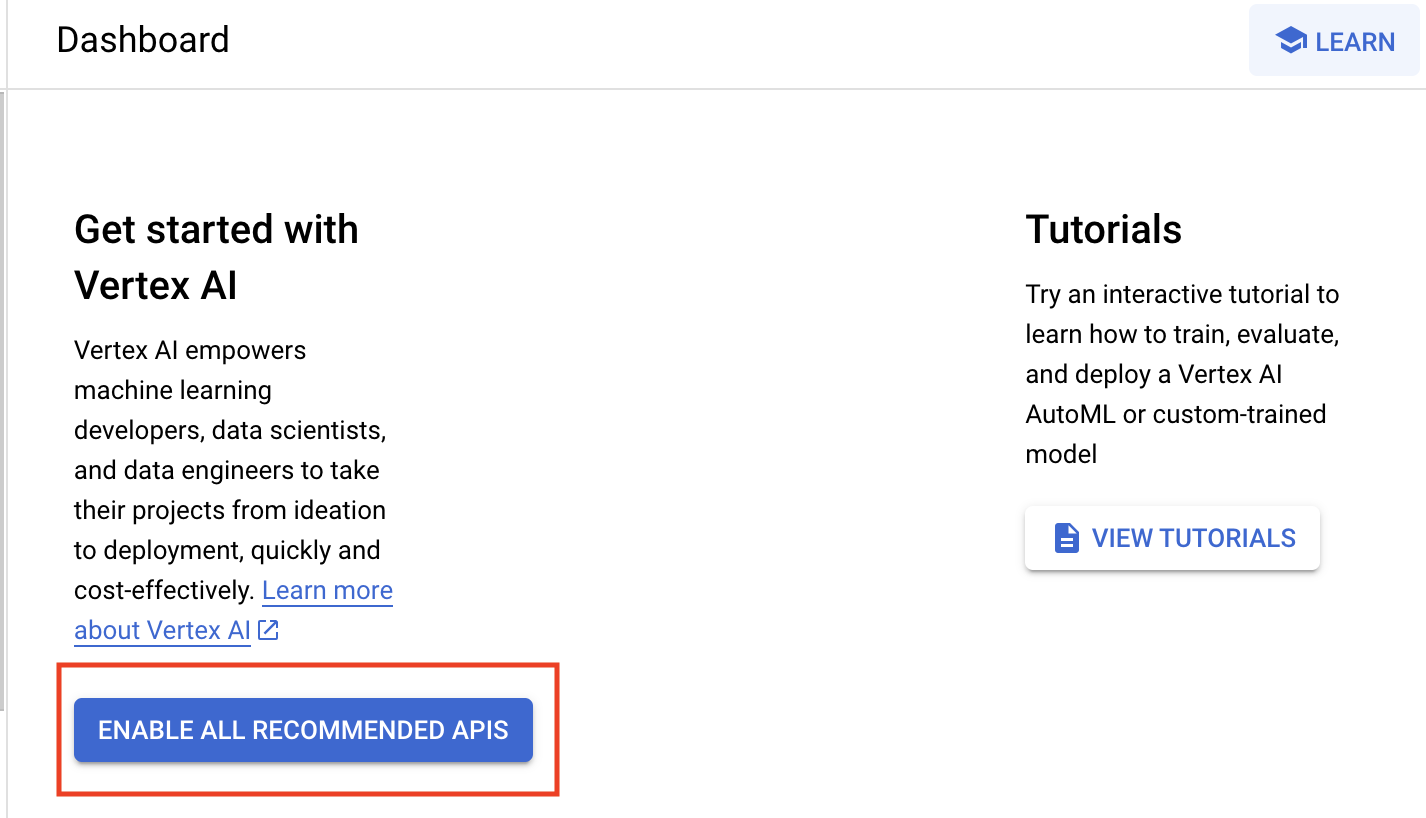 Dashboard
LEARN
Get started with
Vertex AI
Vertex AI empowers
machine learning
developers, data scientists,
and data engineers to take
their projects from ideation
to deployment, quickly and
cost-effectively. Learn more
about Vertex AI
ENABLE ALL RECOMMENDED APIS
Tutorials
Try an interactive tutorial to
learn how to train, evaluate,
and deploy a Vertex AI
AutoML or custom-trained
model
VIEW TUTORIALS